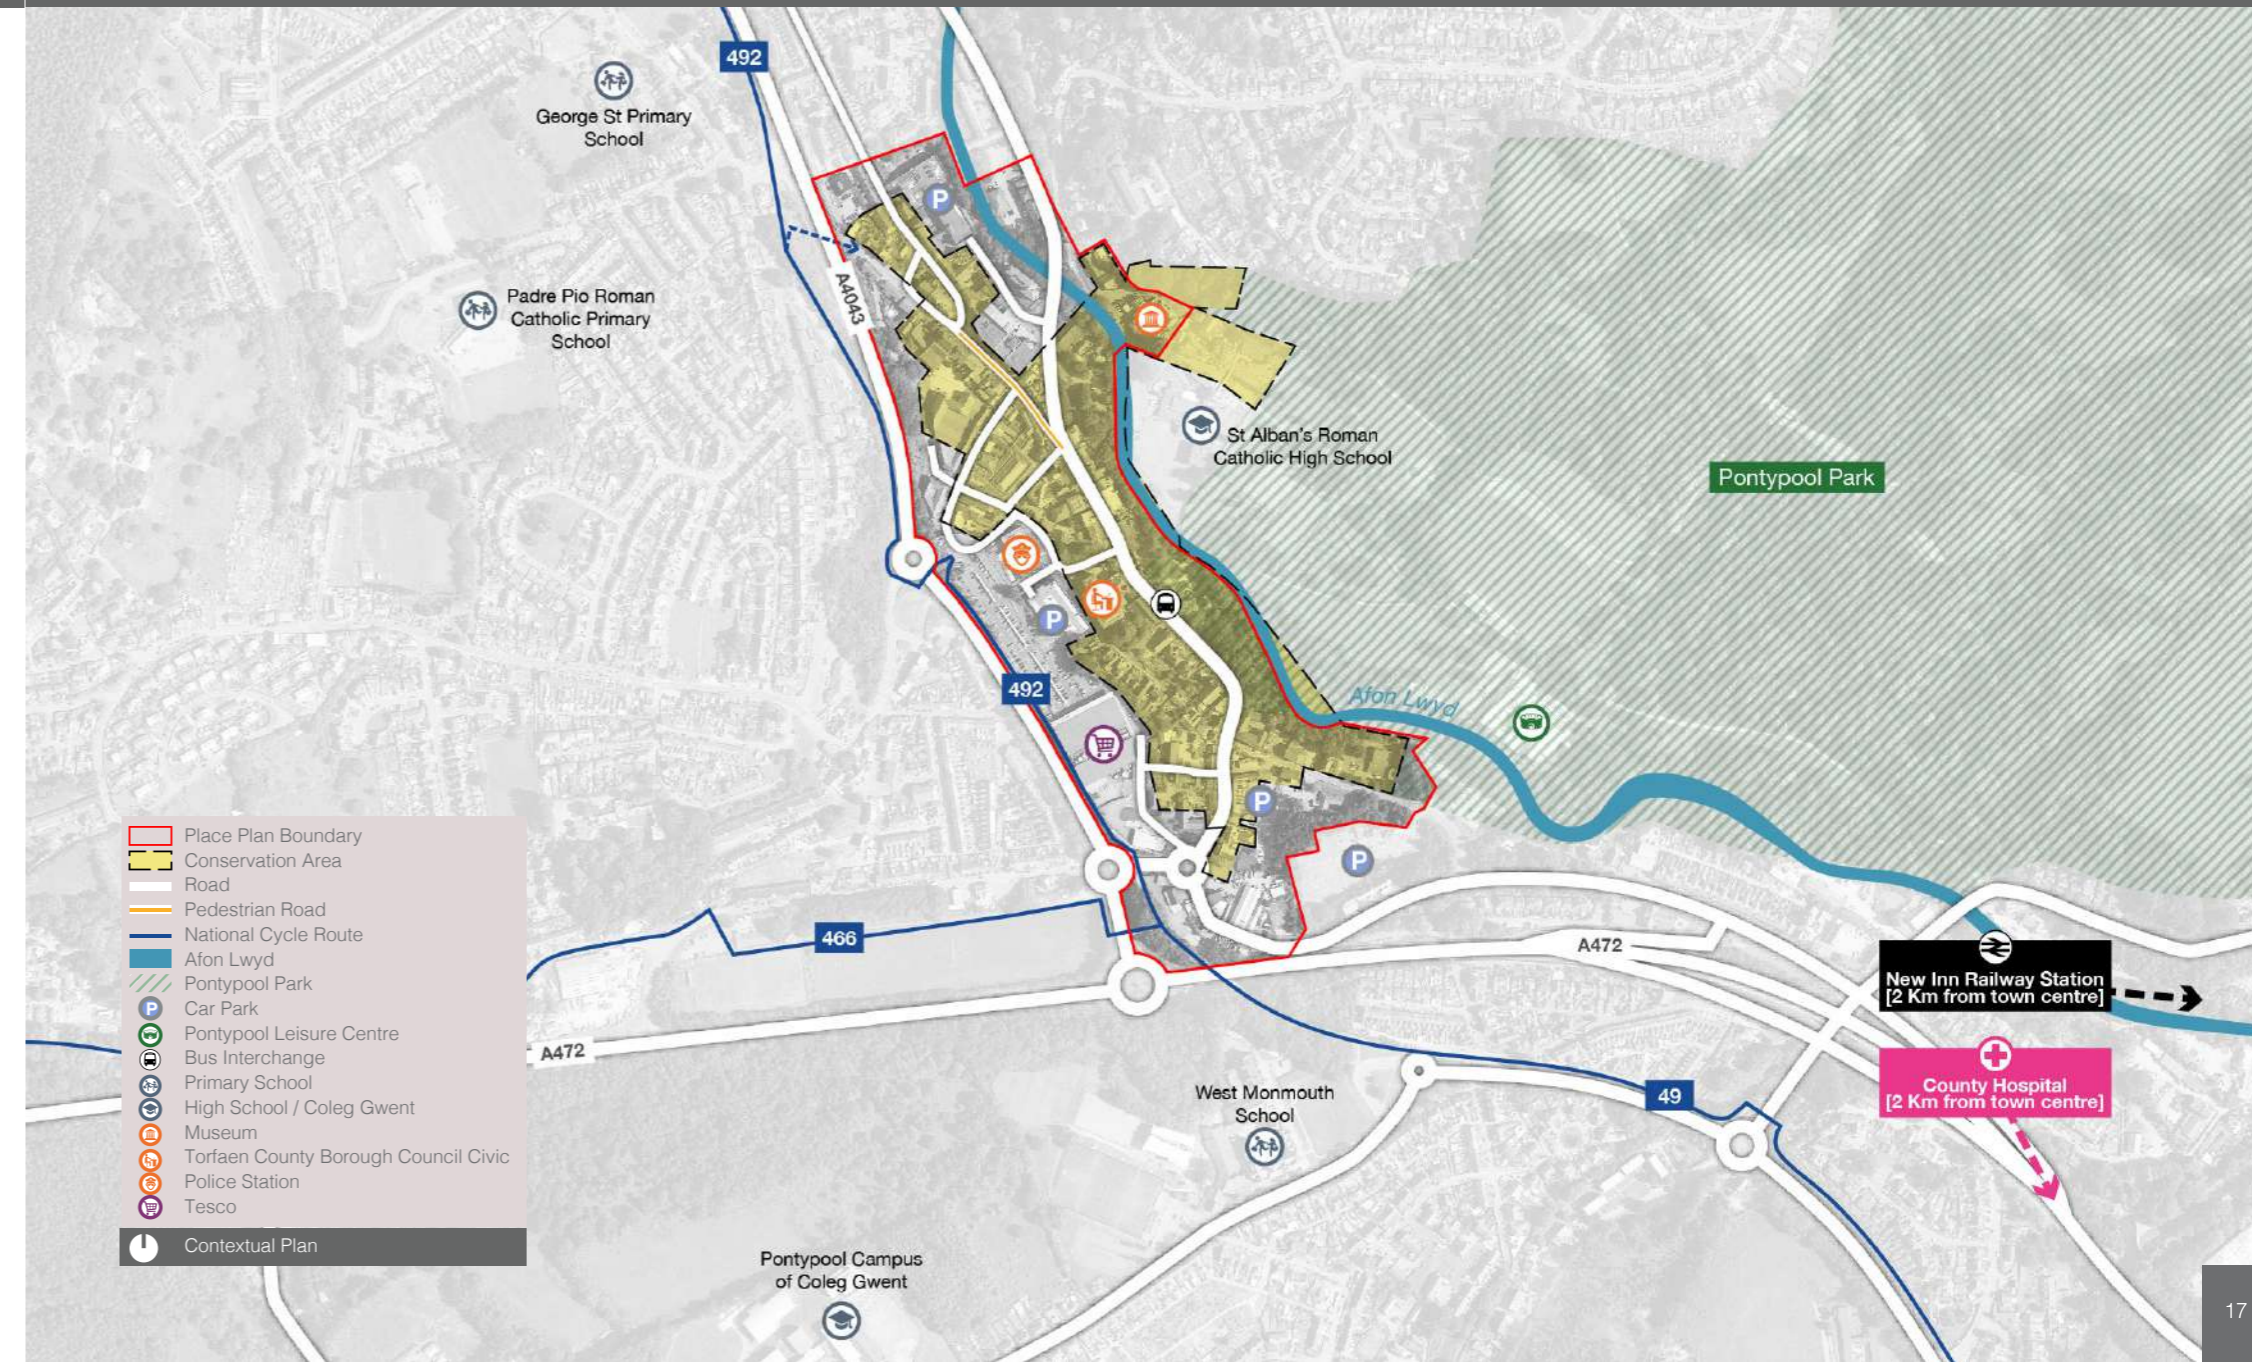 492
George St Primary
School
A4043
Padre Pio Roman
Catholic Primary
School
P
St Alban's Roman
Catholic High School
Pontypool Park
P
492
Afon Lwyd
P
P
Place Plan Boundary
Conservation Area
Road
Pedestrian Road
National Cycle Route
Afon Lwyd
Pontypool Park
P
Car Park
Pontypool Leisure Centre
Bus Interchange
Primary School
High School / Coleg Gwent
Museum
Torfaen County Borough Council Civic
Police Station
Tesco
Contextual Plan
466
A472
A472
New Inn Railway Station
[2 Km from town centre]
County Hospital
[2 Km from town centre]
49
West Monmouth
School
Pontypool Campus
of Coleg Gwent
17